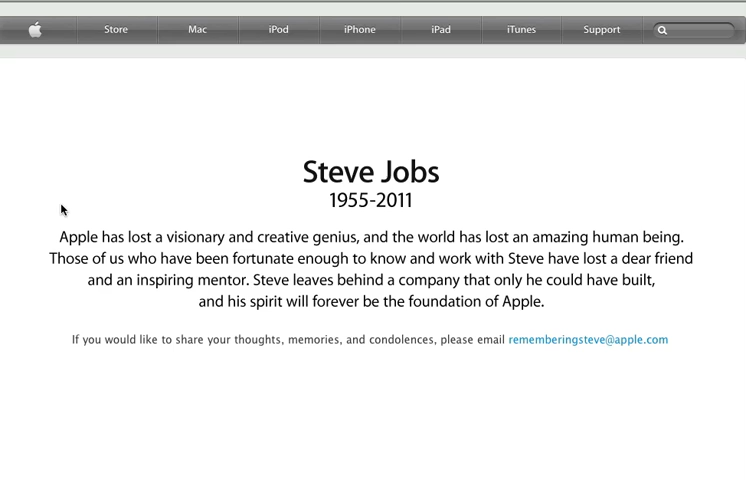 Store Mac iPod iPhone iPad iTunes Support
Steve Jobs
1955-2011
Apple has lost a visionary and creative genius, and the world has lost an amazing human being.
Those of us who have been fortunate enough to know and work with Steve have lost a dear friend
and an inspiring mentor. Steve leaves behind a company that only he could have built,
and his spirit will forever be the foundation of Apple.
If you would like to share your thoughts, memories, and condolences, please email rememberingsteve@apple.com